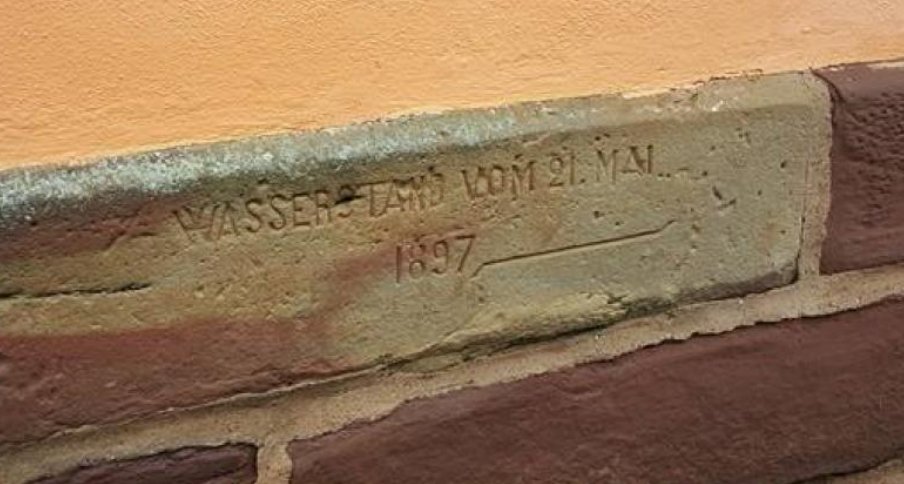 WASSERSTAND VOM 21. MAI.
1897